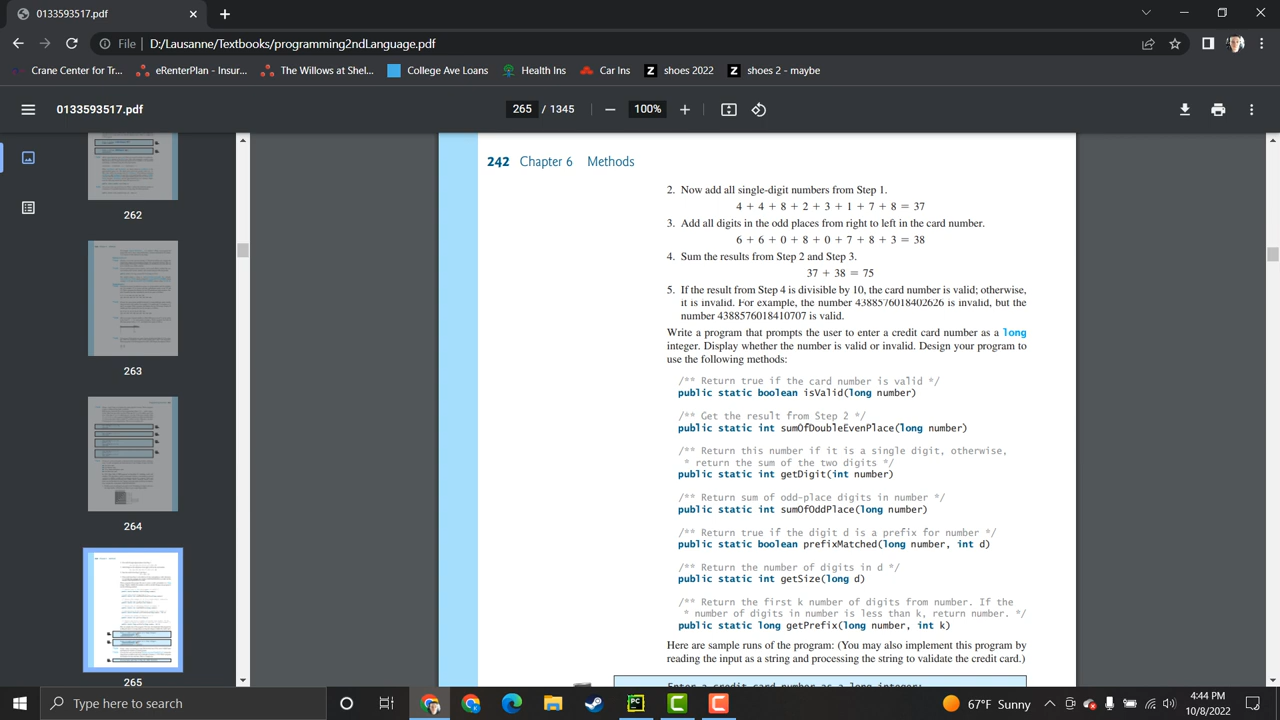 0133593517.pdf
File
D:/Lausanne/Textbooks/programming2ndLanguage.pdf
Crane Center for Tr...
eRenterPlan - Insur...
The Willows at Shel...
College Ave Loans
Health Ins
Car Ins
shoes 2023
shoes 2 - maybe
0133593517.pdf
265 / 1345
100%
262
263
264
265
242 Chapter 6 Methods
2. Now add all single-digit numbers from Step 1.
4 + 4 + 8 + 2 + 3 + 1 + 7 + 8 = 37
3. Add all digits in the odd places from right to left in the card number.
6 + 6 + 0 + 8 + 0 + 7 + 8 + 3 = 38
4. Sum the results from Step 2 and Step 3.
37 + 38 = 75
5. If the result from Step 4 is divisible by 10, the card number is valid; otherwise,
it is invalid. For example, the number 4388576018402626 is invalid, but the
number 4388576018410707 is valid.
Write a program that prompts the user to enter a credit card number as a long
integer. Display whether the number is valid or invalid. Design your program to
use the following methods:
/** Return true if the card number is valid */
public static boolean isValid(long number)
/** Get the result from Step 2 */
public static int sumOfDoubleEvenPlace(long number)
/** Return this number if it is a single digit, otherwise,
* return the sum of the two digits */
public static int getDigit(int number)
/** Return sum of odd-place digits in number */
public static int sumOfOddPlace(long number)
/** Return true if the digit d is a prefix for number */
public static boolean prefixMatched(long number, int d)
/** Return the number of digits in d */
public static int getSize(long d)
/** Return the first k number of digits from number. If the
* number of digits in number is less than k, return number. */
public static long getPrefix(long number, int k)
Here are sample runs of the program: (You may also implement this program by
reading the input as a string and processing the string to validate the credit card.)
Enter a credit card number as a long integer:
Type here to search
67°F Sunny
4:44 PM
10/8/2022